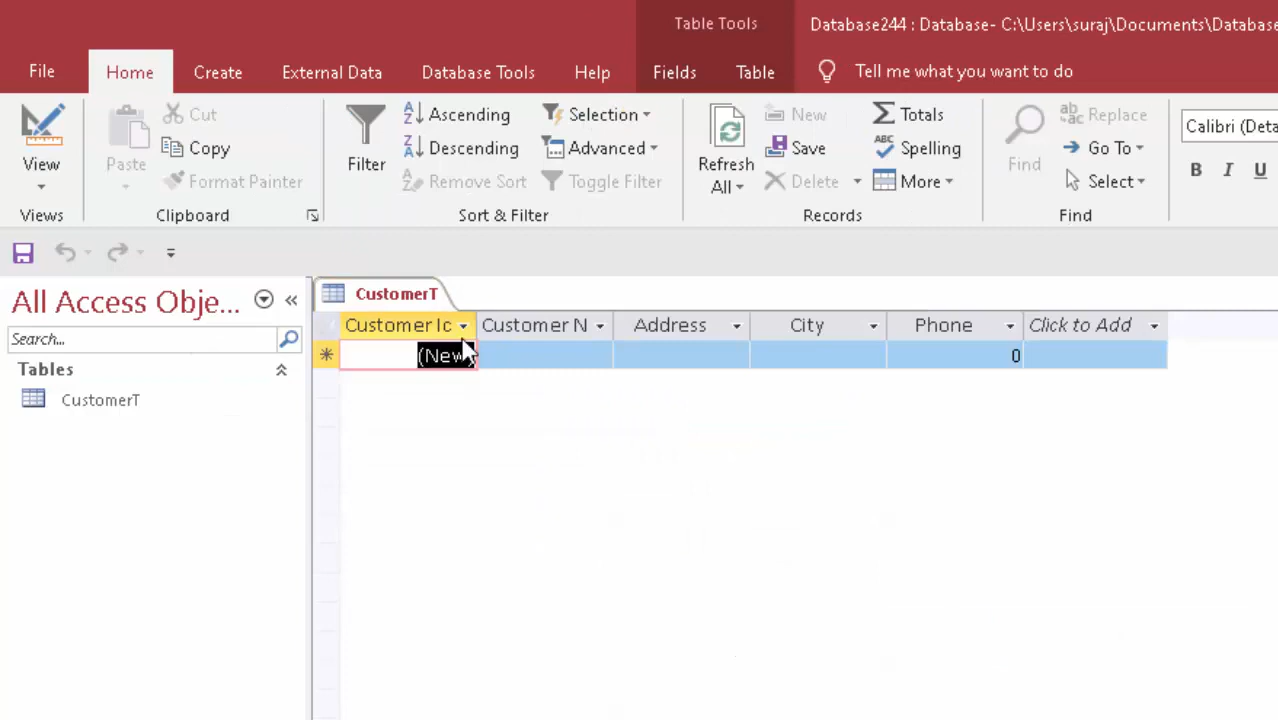 Table Tools
Database244 : Database- C:\Users\suraj\Documents\Database
File Home Create External Data Database Tools Help Fields Table Tell me what you want to do
View
Views
Paste
Cut
Copy
Format Painter
Clipboard
Filter
Ascending
Descending
Remove Sort
Selection
Advanced
Toggle Filter
Sort & Filter
Refresh
All
New
Save
Delete
Totals
Spelling
More
Records
Find
Replace
Go To
Select
Find
Calibri (Deta
B I U
All Access Obje...
Search...
Tables
CustomerT
CustomerT
Customer Ic Customer N Address City Phone Click to Add
(New) 0